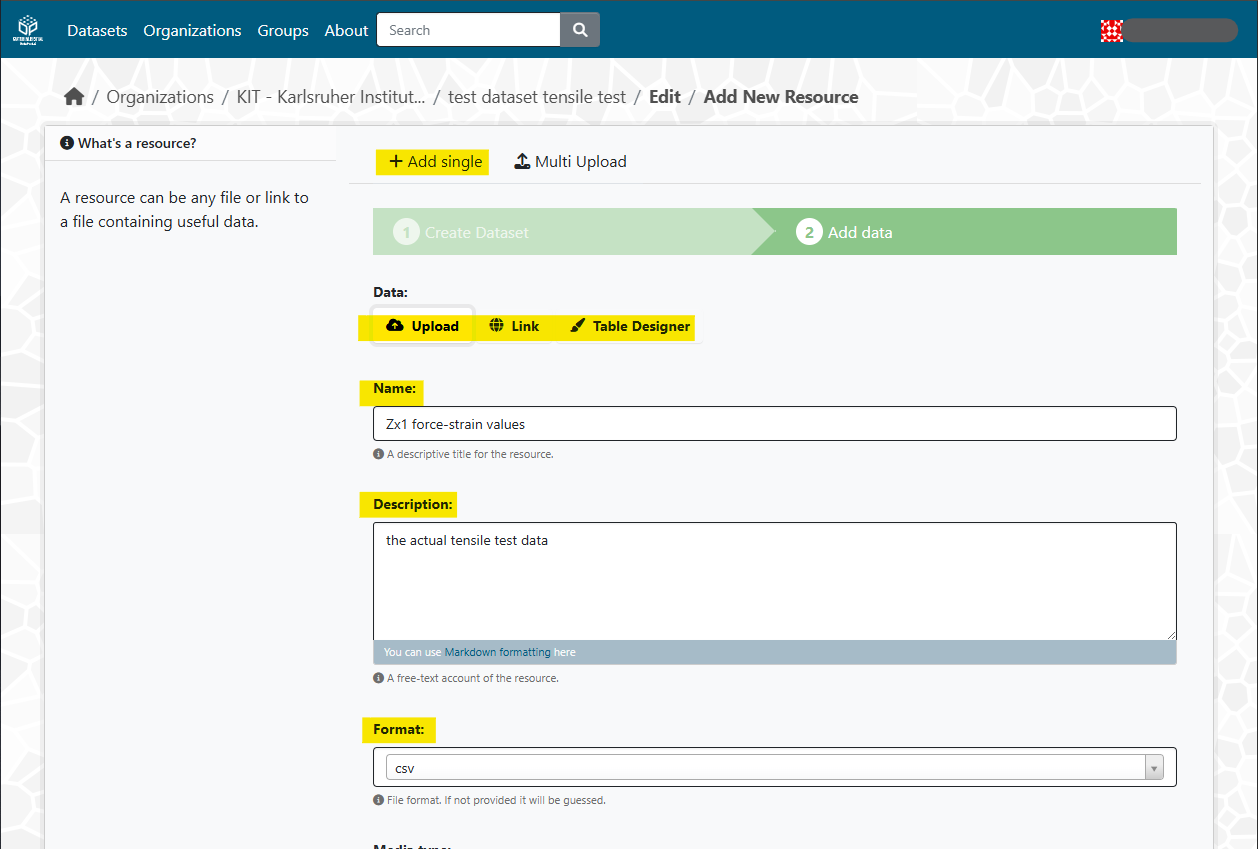 Datasets Organizations Groups About Search
/ Organizations / KIT - Karlsruher Institut... / test dataset tensile test / Edit / Add New Resource
What's a resource?
A resource can be any file or link to
a file containing useful data.
+ Add single Multi Upload
1 Create Dataset 2 Add data
Data:
Upload Link Table Designer
Name:
Zx1 force-strain values
A descriptive title for the resource.
Description:
the actual tensile test data
You can use Markdown formatting here
A free-text account of the resource.
Format:
csv
File format. If not provided it will be guessed.